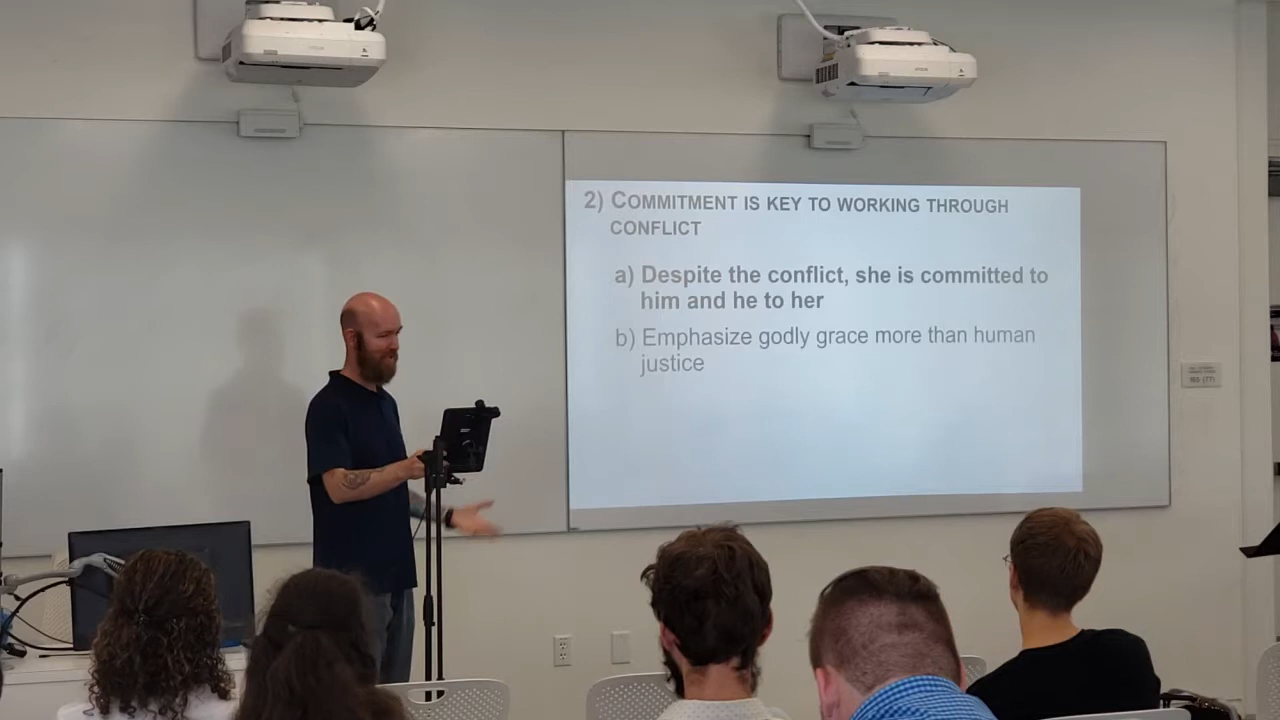 2) COMMITMENT IS KEY TO WORKING THROUGH
CONFLICT
a) Despite the conflict, she is committed to
him and he to her
b) Emphasize godly grace more than human
justice